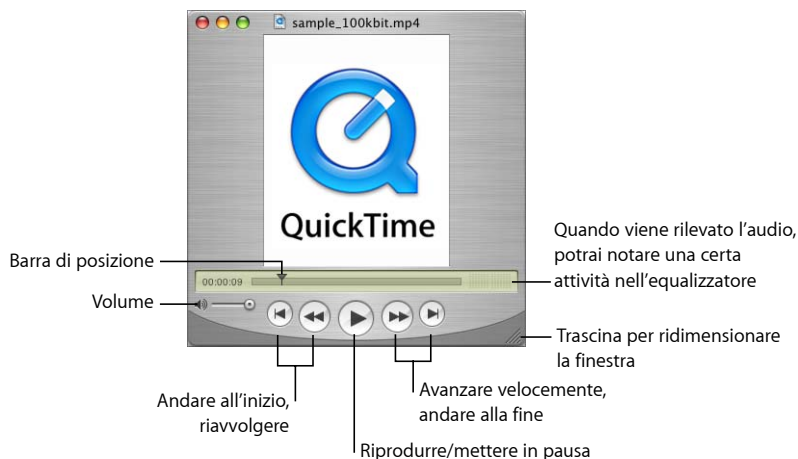 sample_100kbit.mp4
QuickTime
Quando viene rilevato l'audio,
potrai notare una certa
attività nell'equalizzatore
Barra di posizione
00:00:09
Volume
Trascina per ridimensionare
la finestra
Andare all'inizio,
riavvolgere
Avanzare velocemente,
andare alla fine
Riprodurre/mettere in pausa